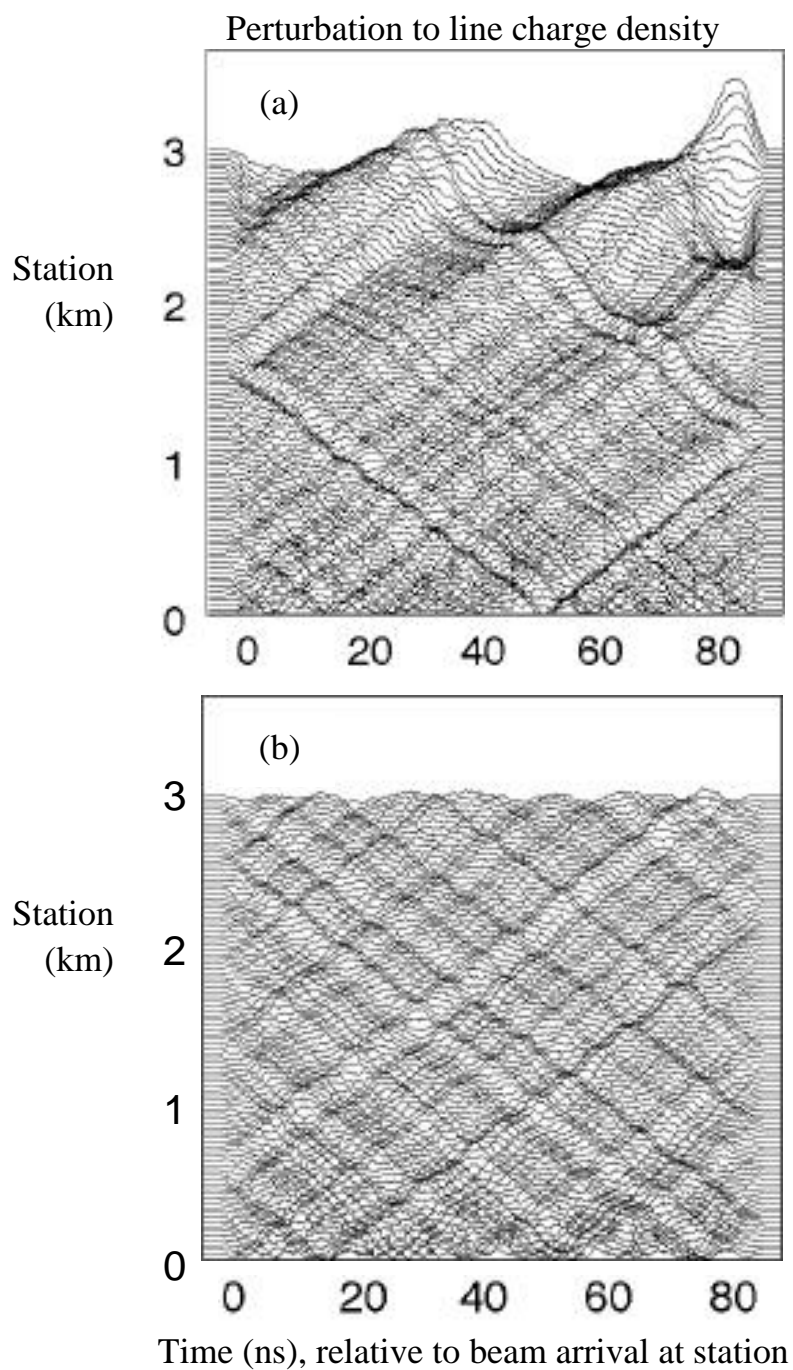 Perturbation to line charge density
(a)
3
Station
(km)
2
1
0
0 20 40 60 80
(b)
3
Station
(km)
2
1
0
0 20 40 60 80
Time (ns), relative to beam arrival at station